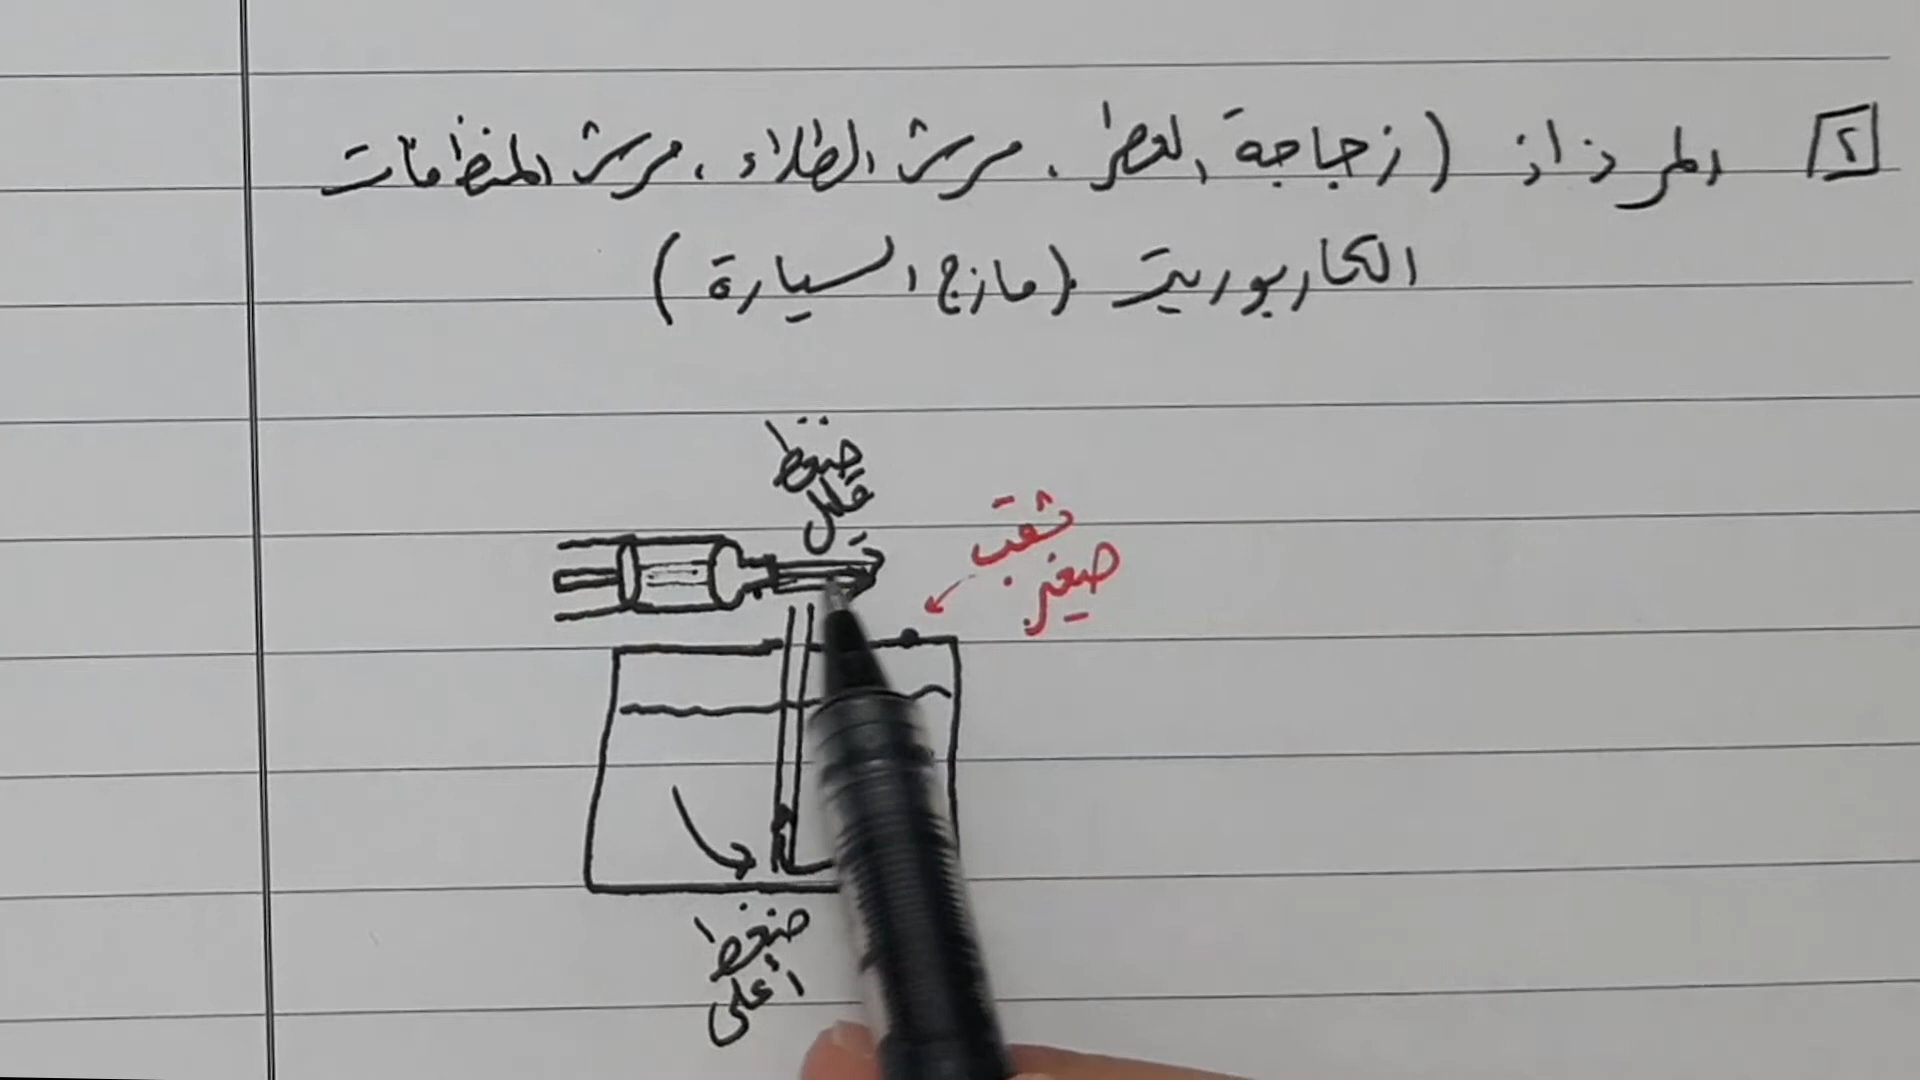 ٢ المرذاذ (زجاجة العطر، مرش الطلاء، مرش المنظفات
الكاربوريتر (مازج السيارة)
ضغط
قليل
ثقب
صغير
ضغط
أعلى